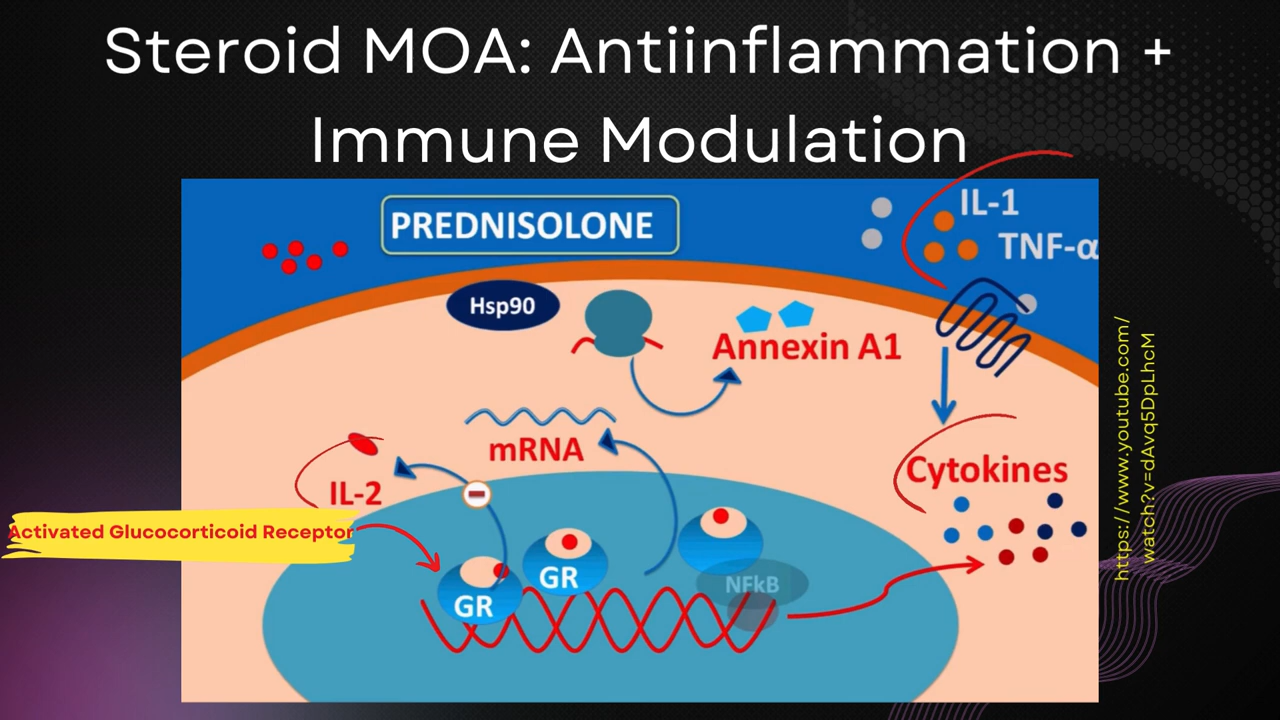 Steroid MOA: Antiinflammation +
Immune Modulation
PREDNISOLONE
IL-1
TNF-α
Hsp90
Annexin A1
mRNA
IL-2
Cytokines
Activated Glucocorticoid Receptor
GR
GR
NFkB
https://www.youtube.com/
watch?v=dAvq5DpLhcM